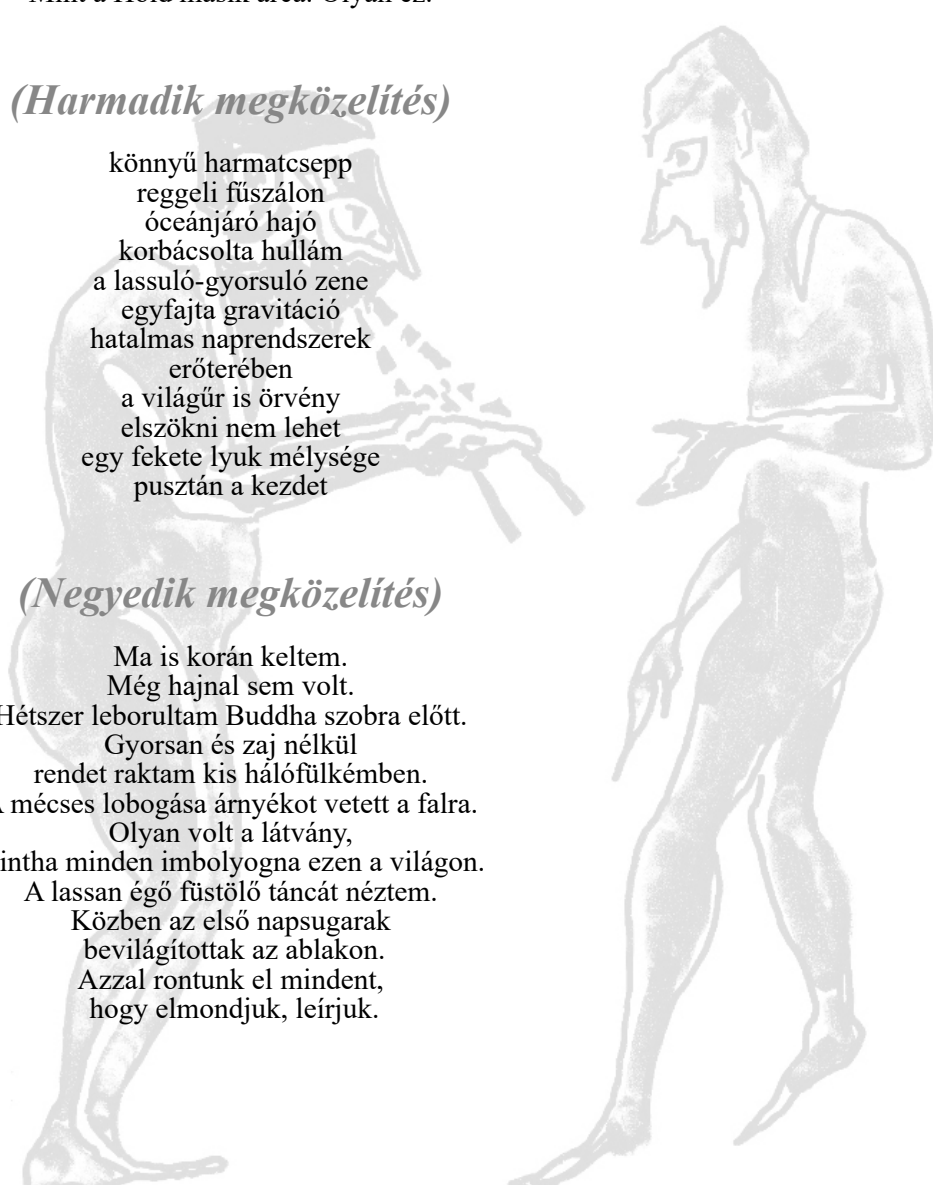 Mint a Hold másik arca. Olyan ez.
(Harmadik megközelítés)
könnyű harmatcsepp
reggeli fűszálon
óceánjáró hajó
korbácsolta hullám
a lassuló-gyorsuló zene
egyfajta gravitáció
hatalmas naprendszerek
erőterében
a világűr is örvény
elszökni nem lehet
egy fekete lyuk mélysége
pusztán a kezdet
(Negyedik megközelítés)
Ma is korán keltem.
Még hajnal sem volt.
Hétszer leborultam Buddha szobra előtt.
Gyorsan és zaj nélkül
rendet raktam kis hálófülkémben.
A mécses lobogása árnyékot vetett a falra.
Olyan volt a látvány,
intha minden imbolyogna ezen a világon.
A lassan égő füstölő táncát néztem.
Közben az első napsugarak
bevilágítottak az ablakon.
Azzal rontunk el mindent,
hogy elmondjuk, leírjuk.